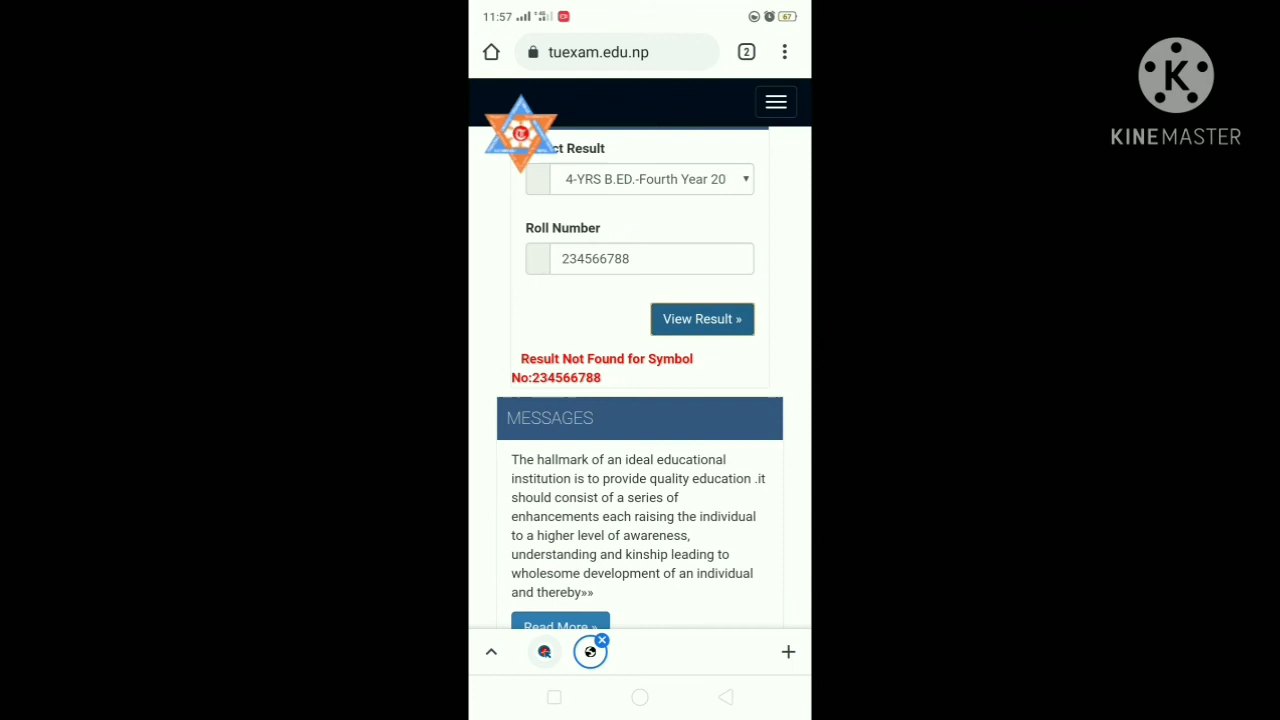 11:57
67
tuexam.edu.np
2
K
KINEMASTER
ct Result
4-YRS B.ED.-Fourth Year 20
Roll Number
234566788
View Result »
Result Not Found for Symbol
No:234566788
MESSAGES
The hallmark of an ideal educational
institution is to provide quality education .it
should consist of a series of
enhancements each raising the individual
to a higher level of awareness,
understanding and kinship leading to
wholesome development of an individual
and thereby»»
Read More »